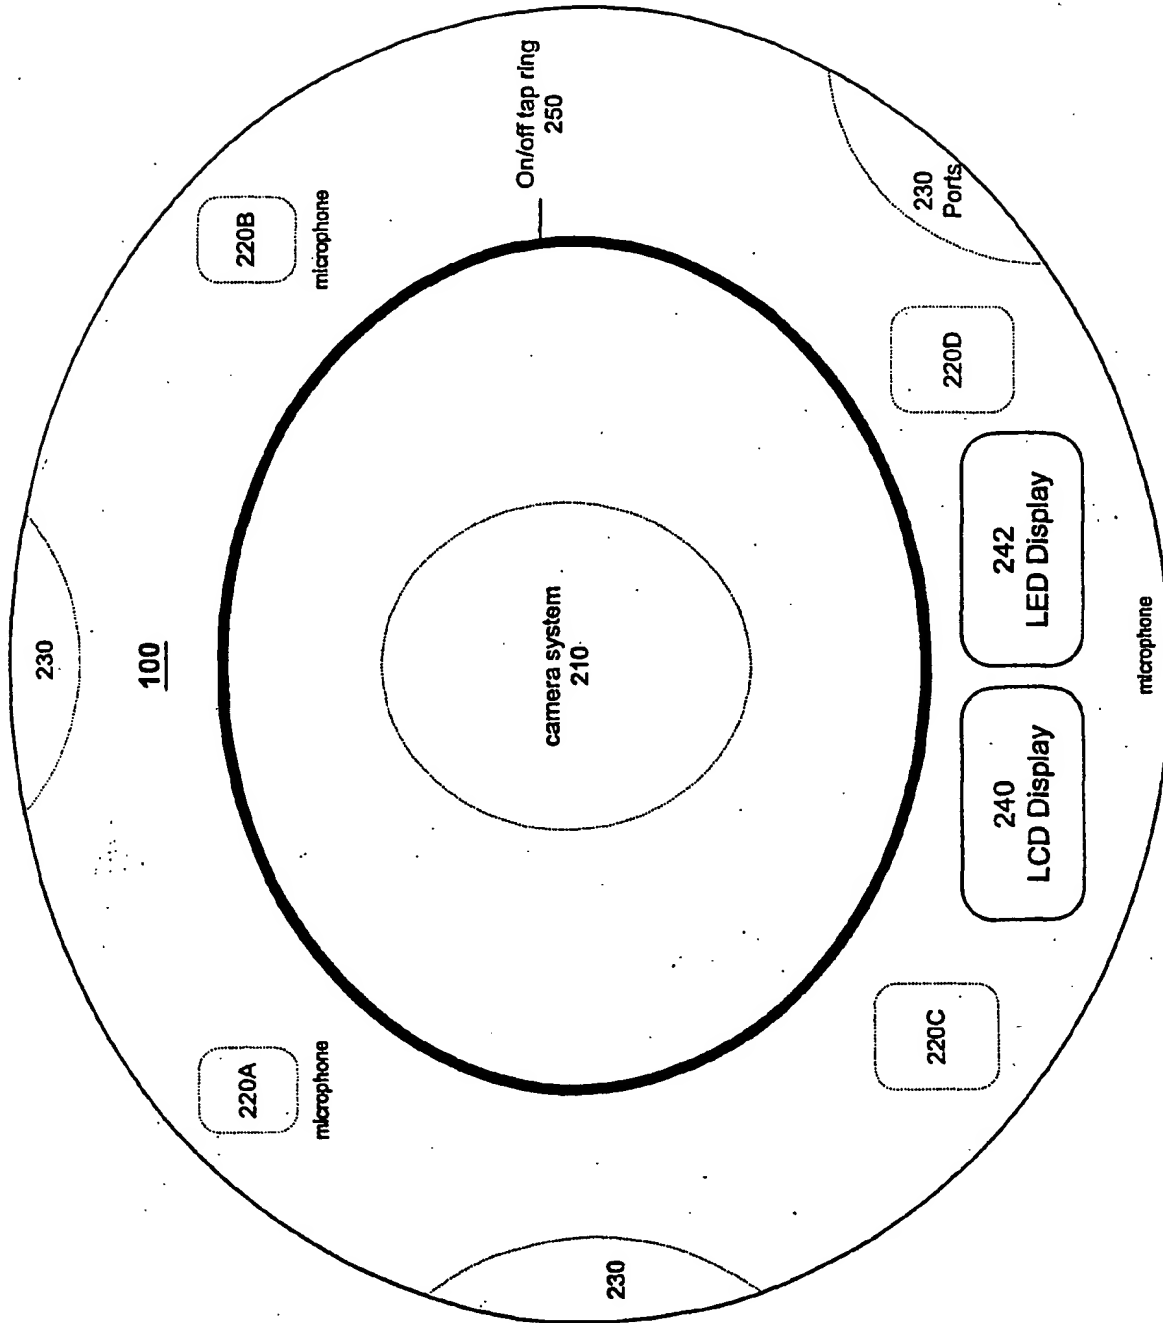 230
100
220A
microphone
220B
microphone
On/off tap ring
250
camera system
210
230
220C
220D
230
Ports
240
LCD Display
242
LED Display
microphone